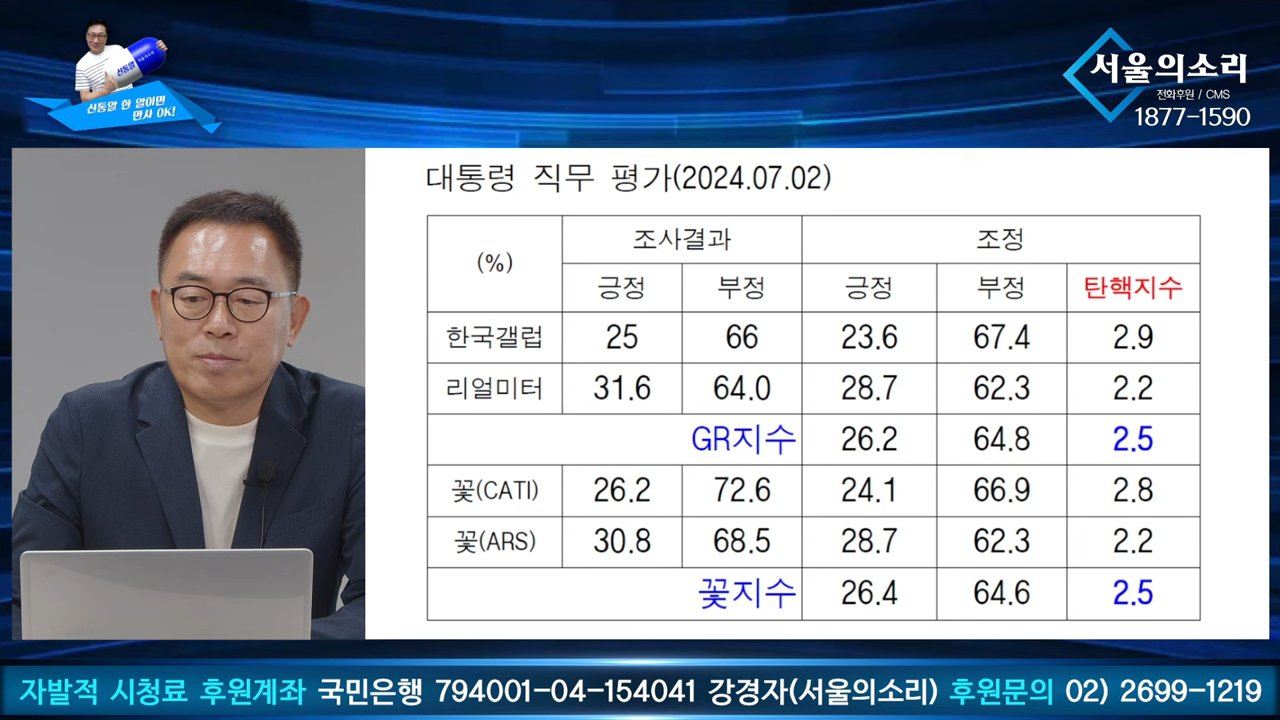 신통알
신통알 한 알이면
만사 OK!
서울의소리
전화후원 / CMS
1877-1590
대통령 직무 평가(2024.07.02)
(%) 조사결과 조정
긍정 부정 긍정 부정 탄핵지수
한국갤럽 25 66 23.6 67.4 2.9
리얼미터 31.6 64.0 28.7 62.3 2.2
GR지수 26.2 64.8 2.5
꽃(CATI) 26.2 72.6 24.1 66.9 2.8
꽃(ARS) 30.8 68.5 28.7 62.3 2.2
꽃지수 26.4 64.6 2.5
자발적 시청료 후원계좌 국민은행 794001-04-154041 강경자(서울의소리) 후원문의 02) 2699-1219